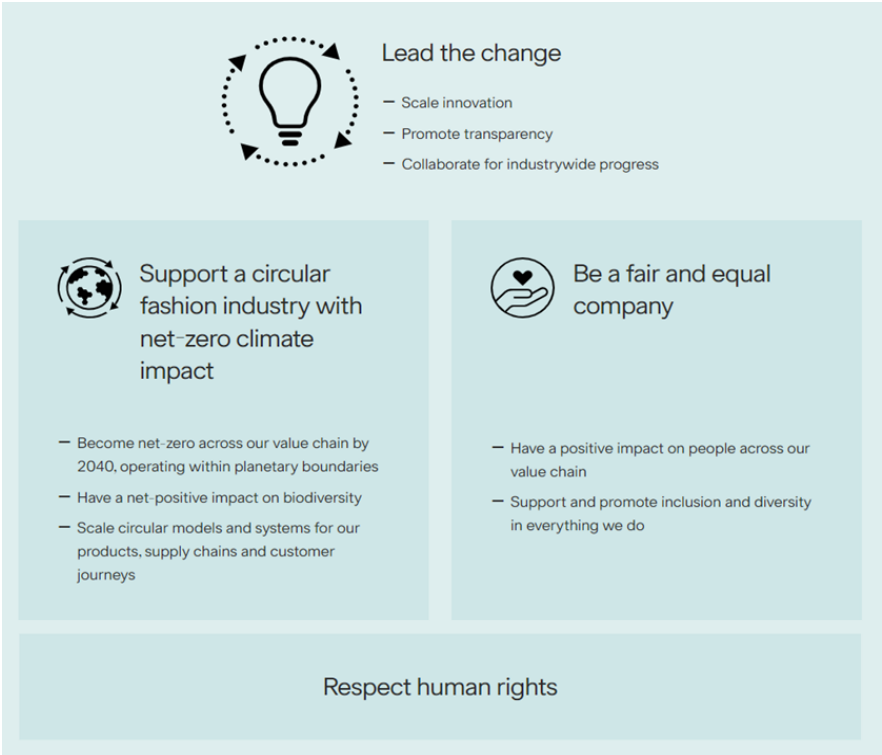 Lead the change
— Scale innovation
— Promote transparency
— Collaborate for industrywide progress
Support a circular
fashion industry with
net-zero climate
impact
— Become net-zero across our value chain by
2040, operating within planetary boundaries
— Have a net-positive impact on biodiversity
— Scale circular models and systems for our
products, supply chains and customer
journeys
Be a fair and equal
company
— Have a positive impact on people across our
value chain
— Support and promote inclusion and diversity
in everything we do
Respect human rights